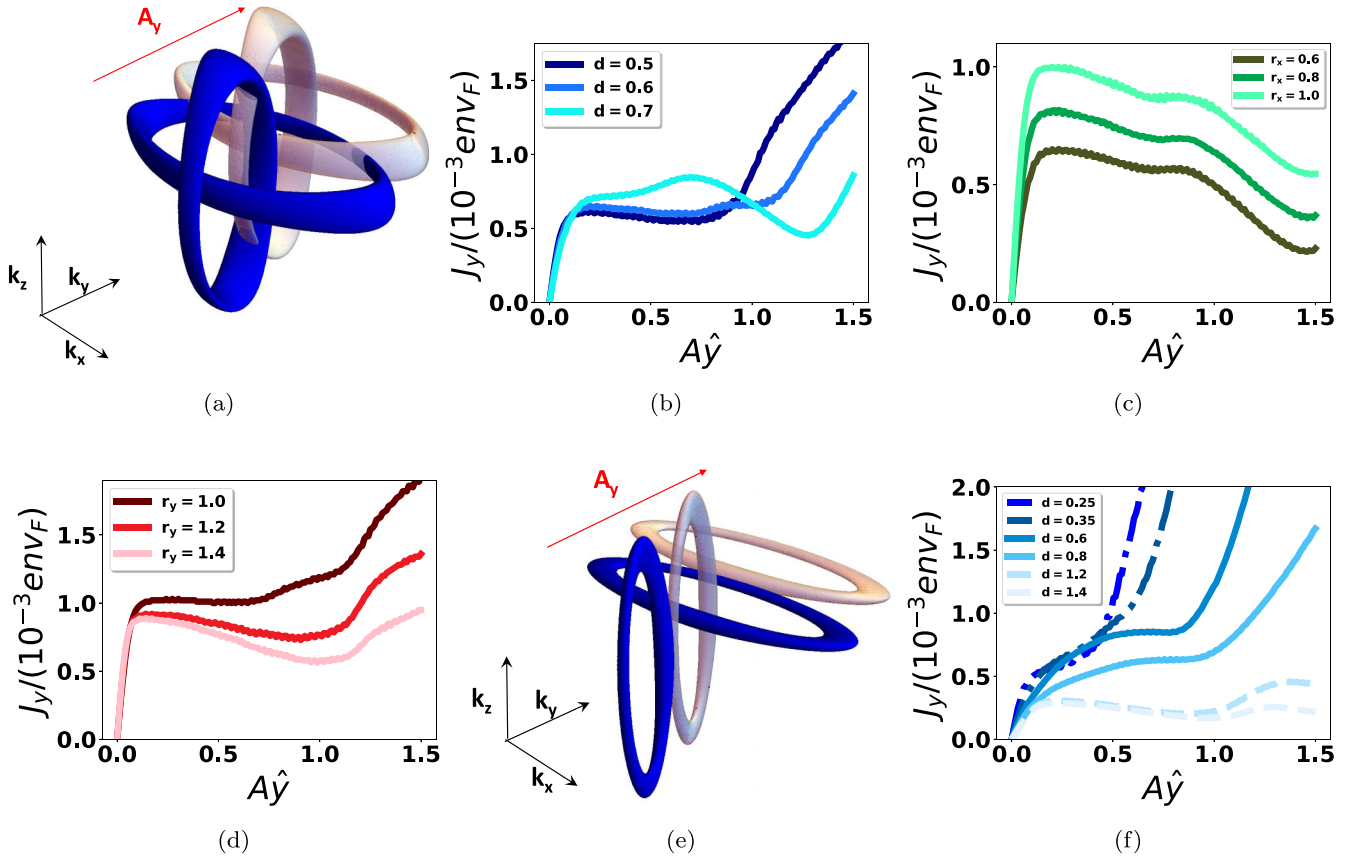 A_y
k_z
k_y
k_x
(a)
J_y/(10^{-3}env_F)
1.5
1.0
0.5
0.0
d = 0.5
d = 0.6
d = 0.7
0.0 0.5 1.0 1.5
Aŷ
(b)
J_y/(10^{-3}env_F)
1.0
0.5
0.0
r_x = 0.6
r_x = 0.8
r_x = 1.0
0.0 0.5 1.0 1.5
Aŷ
(c)
J_y/(10^{-3}env_F)
1.5
1.0
0.5
0.0
r_y = 1.0
r_y = 1.2
r_y = 1.4
0.0 0.5 1.0 1.5
Aŷ
(d)
A_y
k_z
k_y
k_x
(e)
J_y/(10^{-3}env_F)
2.0
1.5
1.0
0.5
0.0
d = 0.25
d = 0.35
d = 0.6
d = 0.8
d = 1.2
d = 1.4
0.0 0.5 1.0 1.5
Aŷ
(f)